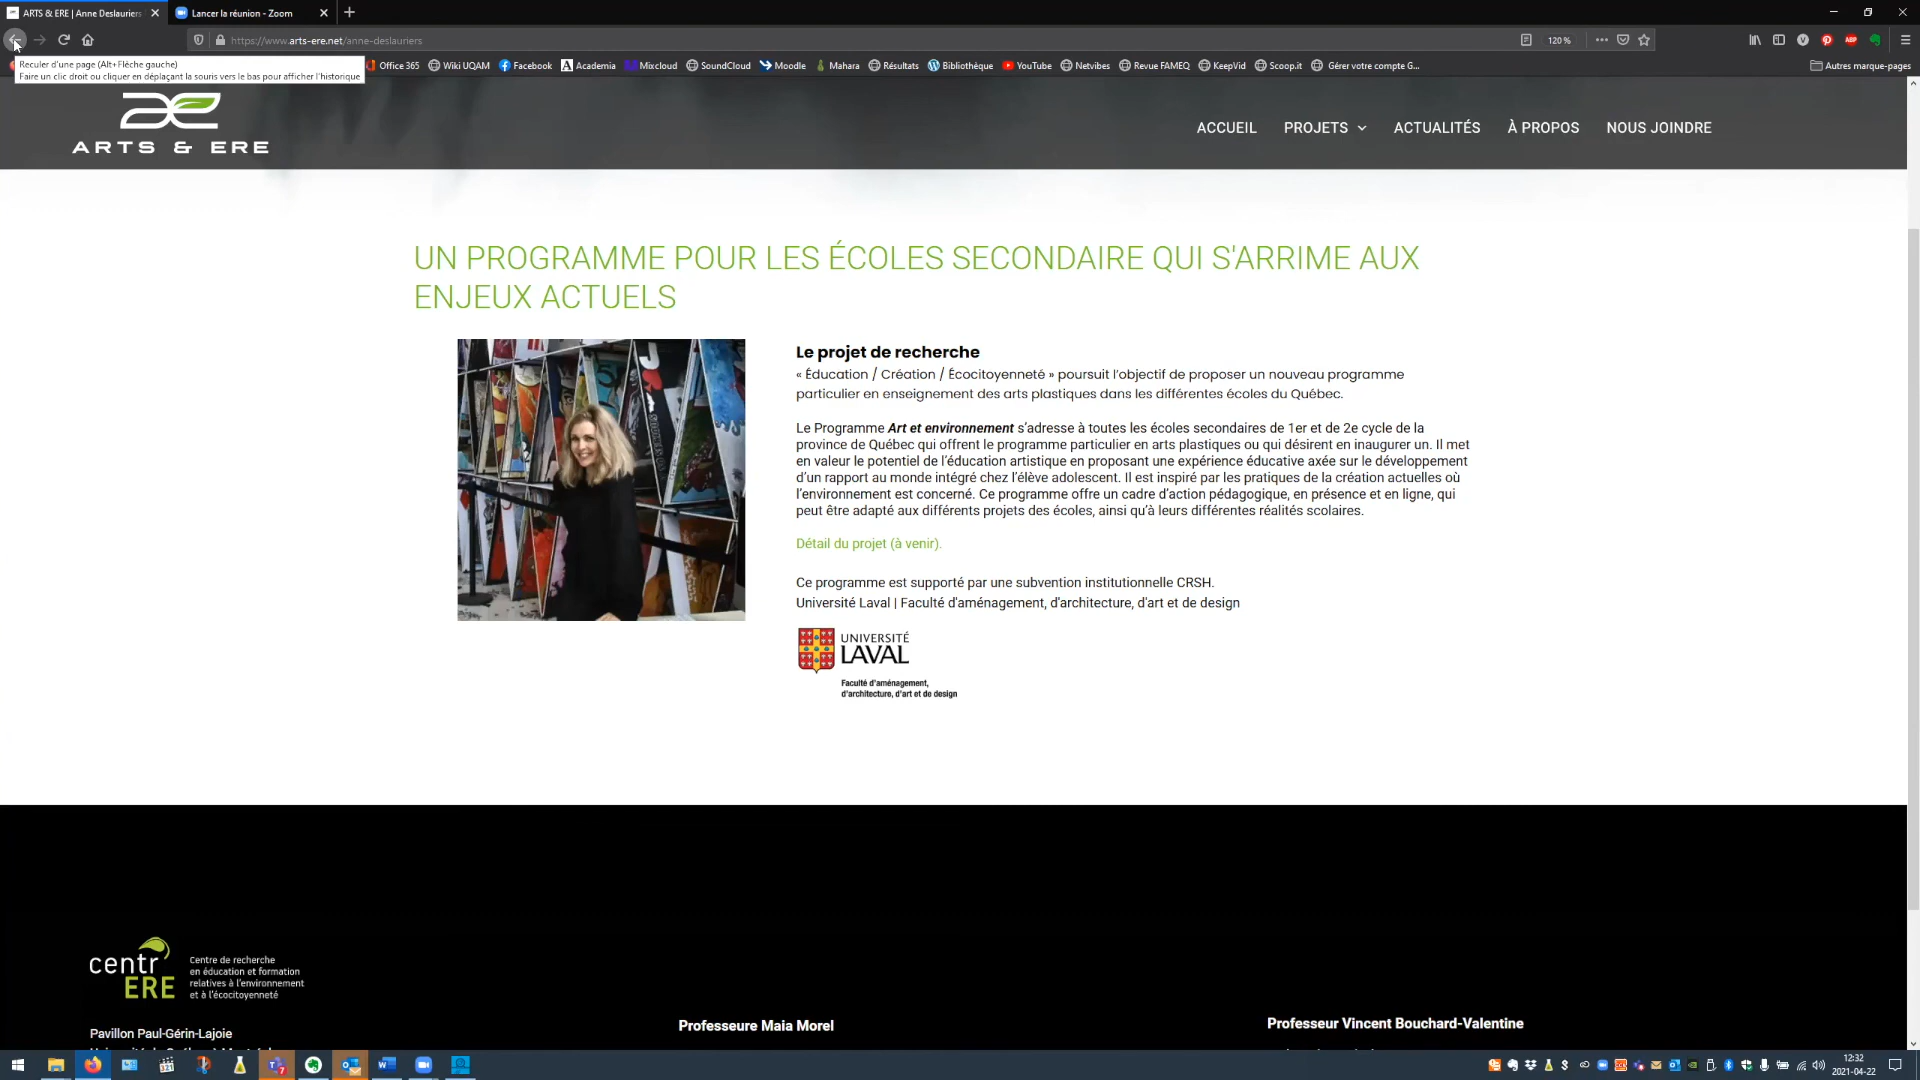 ARTS & ERE | Anne Deslauriers
Lancer la réunion - Zoom
https://www.arts-ere.net/anne-deslauriers
120 %
Reculer d'une page (Alt+Flèche gauche)
Faire un clic droit ou cliquer en déplaçant la souris vers le bas pour afficher l'historique
Office 365 Wiki UQAM Facebook Academia Mixcloud SoundCloud Moodle Mahara Résultats Bibliothèque YouTube Netvibes Revue FAMEQ KeepVid Scoop.it Gérer votre compte G... Autres marque-pages
ARTS & ERE
ACCUEIL PROJETS ACTUALITÉS À PROPOS NOUS JOINDRE
UN PROGRAMME POUR LES ÉCOLES SECONDAIRE QUI S'ARRIME AUX
ENJEUX ACTUELS
Le projet de recherche
« Éducation / Création / Écocitoyenneté » poursuit l'objectif de proposer un nouveau programme
particulier en enseignement des arts plastiques dans les différentes écoles du Québec.
Le Programme Art et environnement s'adresse à toutes les écoles secondaires de 1er et de 2e cycle de la
province de Québec qui offrent le programme particulier en arts plastiques ou qui désirent en inaugurer un. Il met
en valeur le potentiel de l'éducation artistique en proposant une expérience éducative axée sur le développement
d'un rapport au monde intégré chez l'élève adolescent. Il est inspiré par les pratiques de la création actuelles où
l'environnement est concerné. Ce programme offre un cadre d'action pédagogique, en présence et en ligne, qui
peut être adapté aux différents projets des écoles, ainsi qu'à leurs différentes réalités scolaires.
Détail du projet (à venir).
Ce programme est supporté par une subvention institutionnelle CRSH.
Université Laval | Faculté d'aménagement, d'architecture, d'art et de design
UNIVERSITÉ
LAVAL
Faculté d'aménagement,
d'architecture, d'art et de design
centr'
ERE
Centre de recherche
en éducation et formation
relatives à l'environnement
et à l'écocitoyenneté
Pavillon Paul-Gérin-Lajoie
Professeure Maia Morel
Professeur Vincent Bouchard-Valentine
12:32
2021-04-22